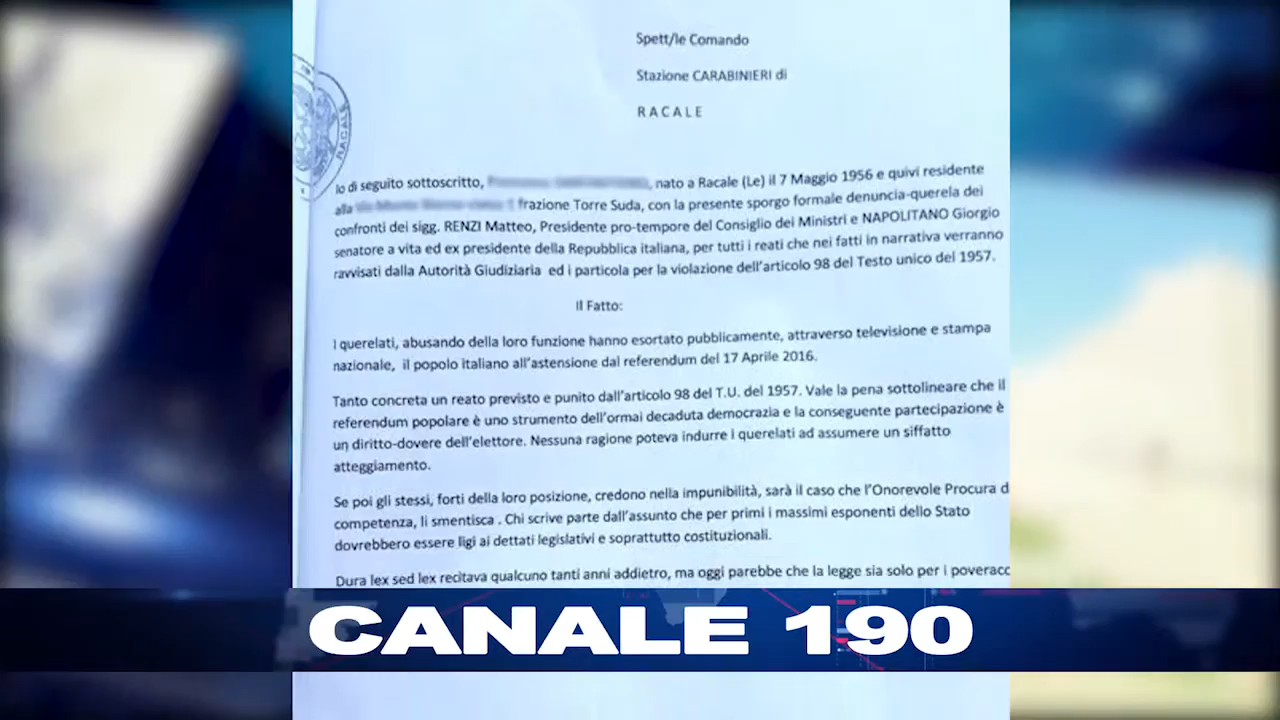 Spett/le Comando
Stazione CARABINIERI di
RACALE
RACALE
Io di seguito sottoscritto, , nato a Racale (Le) il 7 Maggio 1956 e quivi residente
alla frazione Torre Suda, con la presente sporgo formale denuncia-querela dei
confronti dei sigg. RENZI Matteo, Presidente pro-tempore del Consiglio dei Ministri e NAPOLITANO Giorgio
senatore a vita ed ex presidente della Repubblica italiana, per tutti i reati che nei fatti in narrativa verranno
ravvisati dalla Autorità Giudiziaria ed i particola per la violazione dell'articolo 98 del Testo unico del 1957.
Il Fatto:
I querelati, abusando della loro funzione hanno esortato pubblicamente, attraverso televisione e stampa
nazionale, il popolo italiano all'astensione dal referendum del 17 Aprile 2016.
Tanto concreta un reato previsto e punito dall'articolo 98 del T.U. del 1957. Vale la pena sottolineare che il
referendum popolare è uno strumento dell'ormai decaduta democrazia e la conseguente partecipazione è
un diritto-dovere dell'elettore. Nessuna ragione poteva indurre i querelati ad assumere un siffatto
atteggiamento.
Se poi gli stessi, forti della loro posizione, credono nella impunibilità, sarà il caso che l'Onorevole Procura d
competenza, li smentisca . Chi scrive parte dall'assunto che per primi i massimi esponenti dello Stato
dovrebbero essere ligi ai dettati legislativi e soprattutto costituzionali.
Dura lex sed lex recitava qualcuno tanti anni addietro, ma oggi parebbe che la legge sia solo per i poveracc
CANALE 190